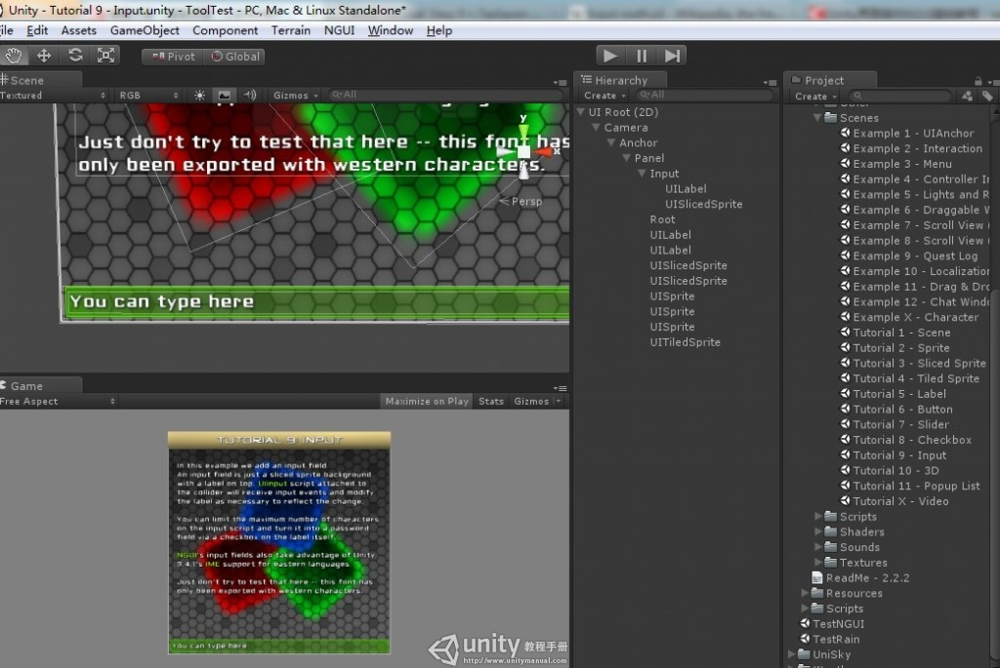 Unity - Tutorial 9 - Input.unity - ToolTest - PC, Mac & Linux Standalone*
ile Edit Assets GameObject Component Terrain NGUI Window Help
Pivot Global
Scene
Textured RGB Gizmos All
Just don't try to test that here -- this font has
only been exported with western characters.
y
x
Persp
You can type here
Game
Free Aspect Maximize on Play Stats Gizmos
TUTORIAL 9 INPUT
In this example we add an input field
An input field is just a sliced sprite background
with a label on top. UIInput script attached to
the collider will receive input events and modify
the label as necessary to reflect the change.
You can limit the maximum number of characters
on the input script and turn it into a password
field via a checkbox on the label itself.
NGUI's input fields also take advantage of Unity
3.4.1's IME support for eastern languages.
Just don't try to test that here -- this font has
only been exported with western characters.
You can type here
Hierarchy
Create All
UI Root (2D)
Camera
Anchor
Panel
Input
UILabel
UISlicedSprite
Root
UILabel
UILabel
UISlicedSprite
UISlicedSprite
UISprite
UISprite
UISprite
UITiledSprite
Project
Create
Other
Scenes
Example 1 - UIAnchor
Example 2 - Interaction
Example 3 - Menu
Example 4 - Controller In
Example 5 - Lights and R
Example 6 - Draggable W
Example 7 - Scroll View (
Example 8 - Scroll View (
Example 9 - Quest Log
Example 10 - Localization
Example 11 - Drag & Dro
Example 12 - Chat Windo
Example X - Character
Tutorial 1 - Scene
Tutorial 2 - Sprite
Tutorial 3 - Sliced Sprite
Tutorial 4 - Tiled Sprite
Tutorial 5 - Label
Tutorial 6 - Button
Tutorial 7 - Slider
Tutorial 8 - Checkbox
Tutorial 9 - Input
Tutorial 10 - 3D
Tutorial 11 - Popup List
Tutorial X - Video
Scripts
Shaders
Sounds
Textures
ReadMe - 2.2.2
Resources
Scripts
TestNGUI
TestRain
UniSky
unity 教程手册
http://www.unitymanual.com